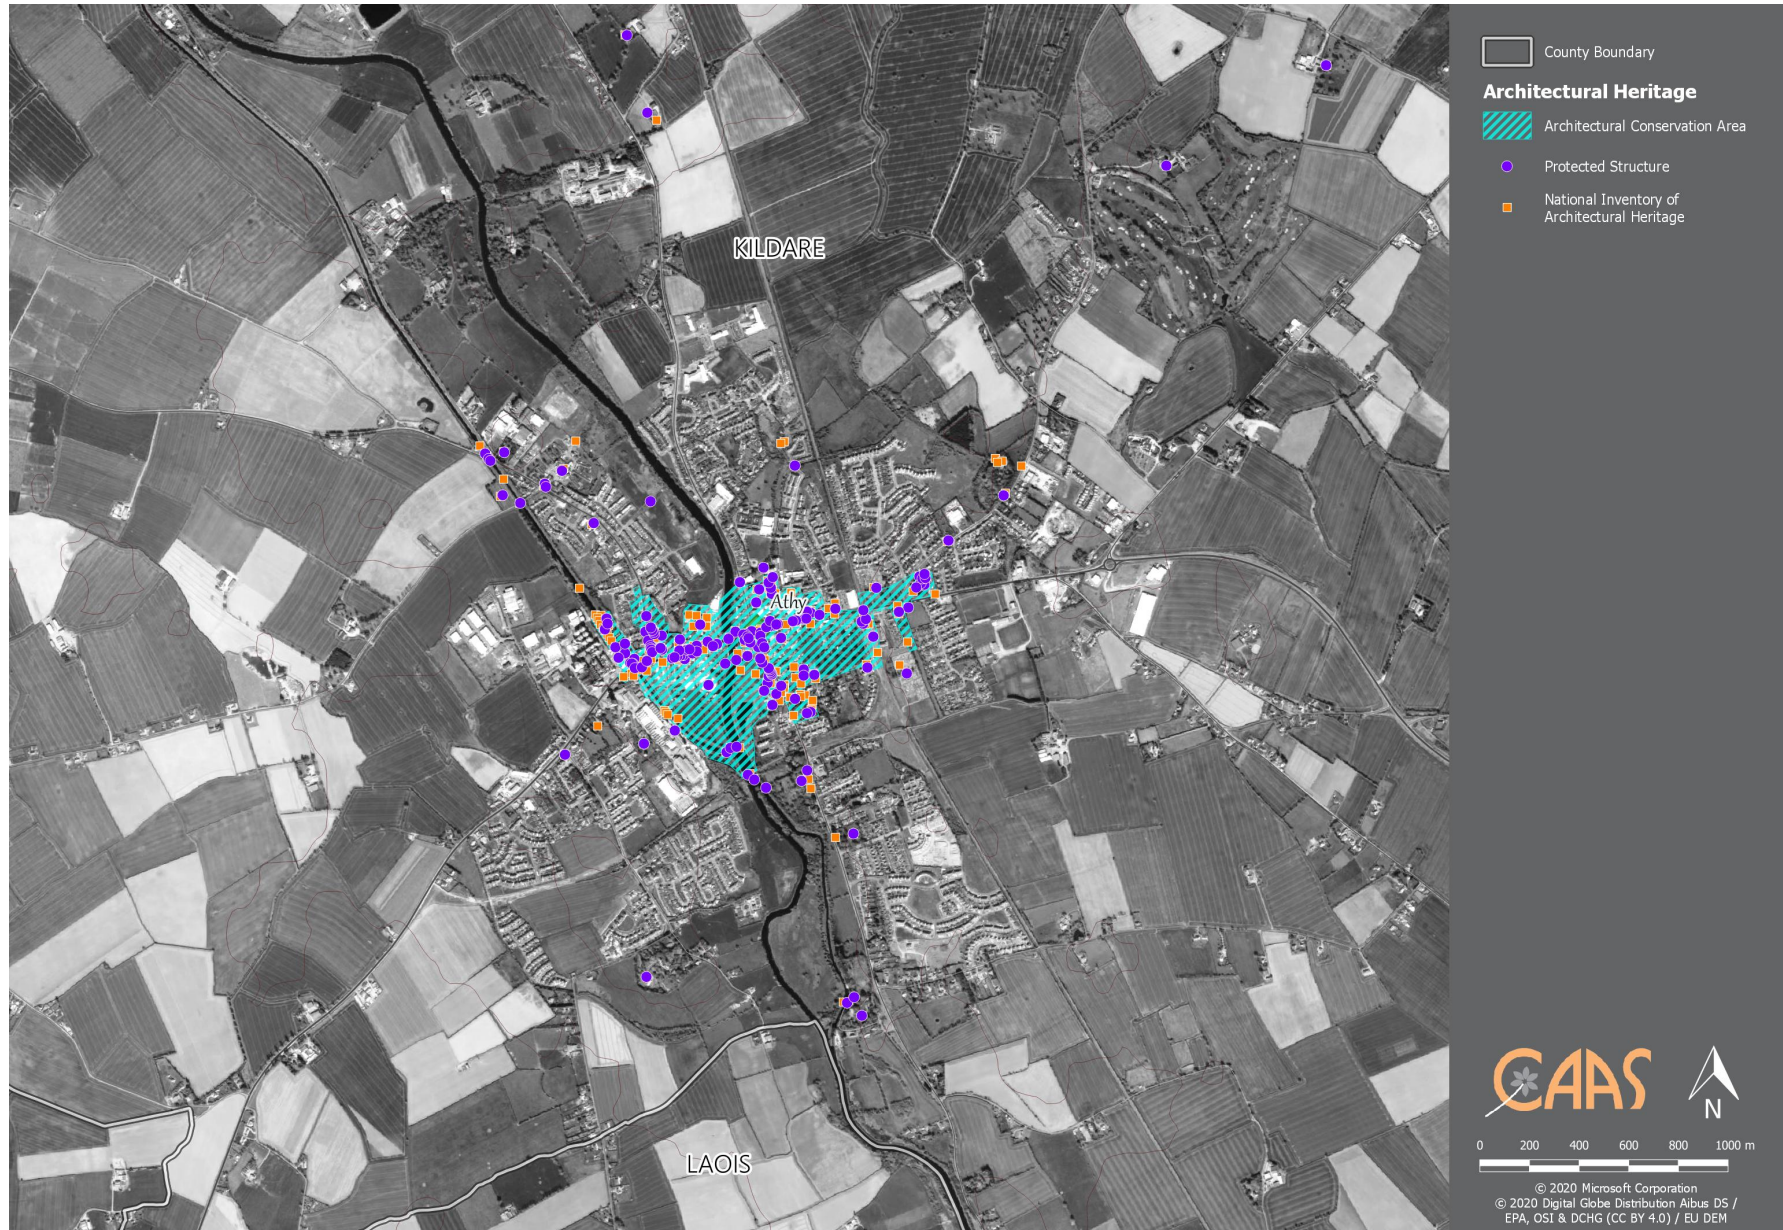 County Boundary
Architectural Heritage
Architectural Conservation Area
Protected Structure
National Inventory of
Architectural Heritage
KILDARE
Athy
LAOIS
CAAS
N
0 200 400 600 800 1000 m
© 2020 Microsoft Corporation
© 2020 Digital Globe Distribution Aibus DS /
EPA, OSI & DCHG (CC BY 4.0) / EU DEM